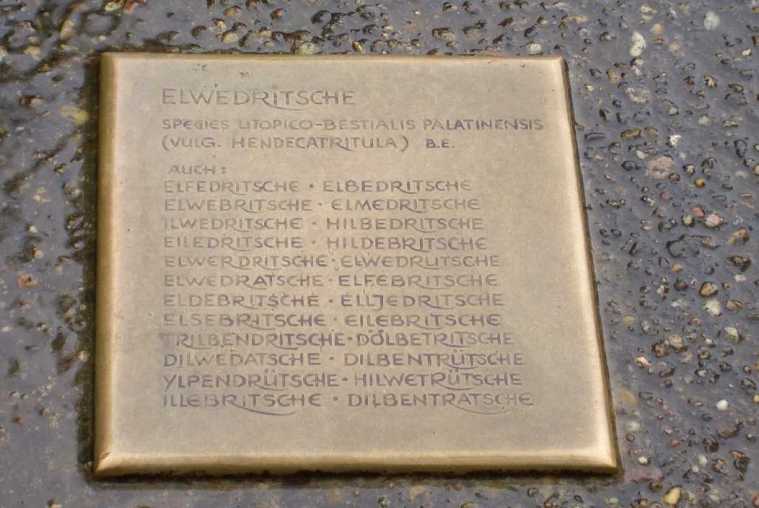 ELWEDRITSCHE
SPECIES UTOPICO-BESTIALIS PALATINENSIS
(VULG. HENDECATRITULA) B.E.
AUCH:
ELFEDRITSCHE · ELBEDRITSCHE
ELWEBRITSCHE · ELMEDRITSCHE
ILWEDRITSCHE · HILBEDRITSCHE
EILEDRITSCHE · HILDEBRITSCHE
ELWERDRITSCHE · ELWEDRUTSCHE
ELWEDRATSCHE · ELFEBRITSCHE
ELDEBRITSCHE · ELLJEDRITSCHE
ELSEBRITSCHE · EILEBRITSCHE
TRILBENDRITSCHE · DÖLBETRITSCHE
DILWEDATSCHE · DILBENTRÜTSCHE
YLPENDRÜTSCHE · HILWETRÜTSCHE
ILLEBRITSCHE · DILBENTRATSCHE